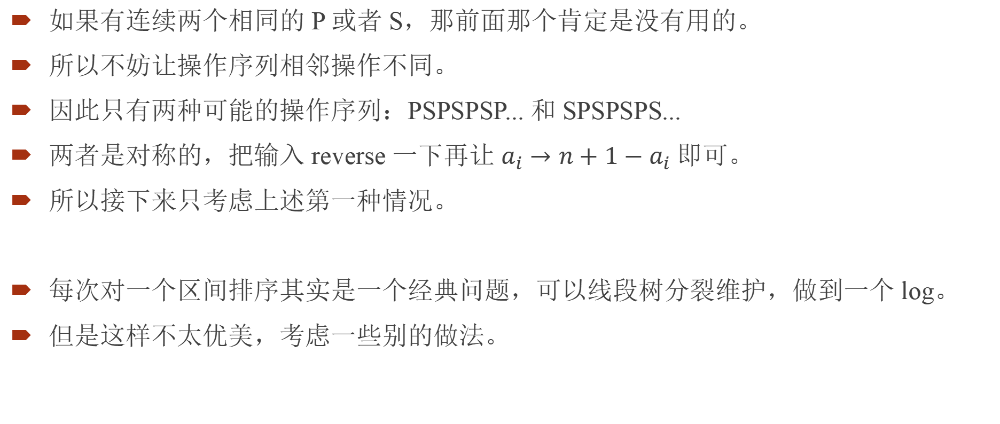 如果有连续两个相同的 P 或者 S，那前面那个肯定是没有用的。
所以不妨让操作序列相邻操作不同。
因此只有两种可能的操作序列：PSPSPSP... 和 SPSPSPS...
两者是对称的，把输入 reverse 一下再让 $a_i \to n + 1 - a_i$ 即可。
所以接下来只考虑上述第一种情况。
每次对一个区间排序其实是一个经典问题，可以线段树分裂维护，做到一个 log。
但是这样不太优美，考虑一些别的做法。